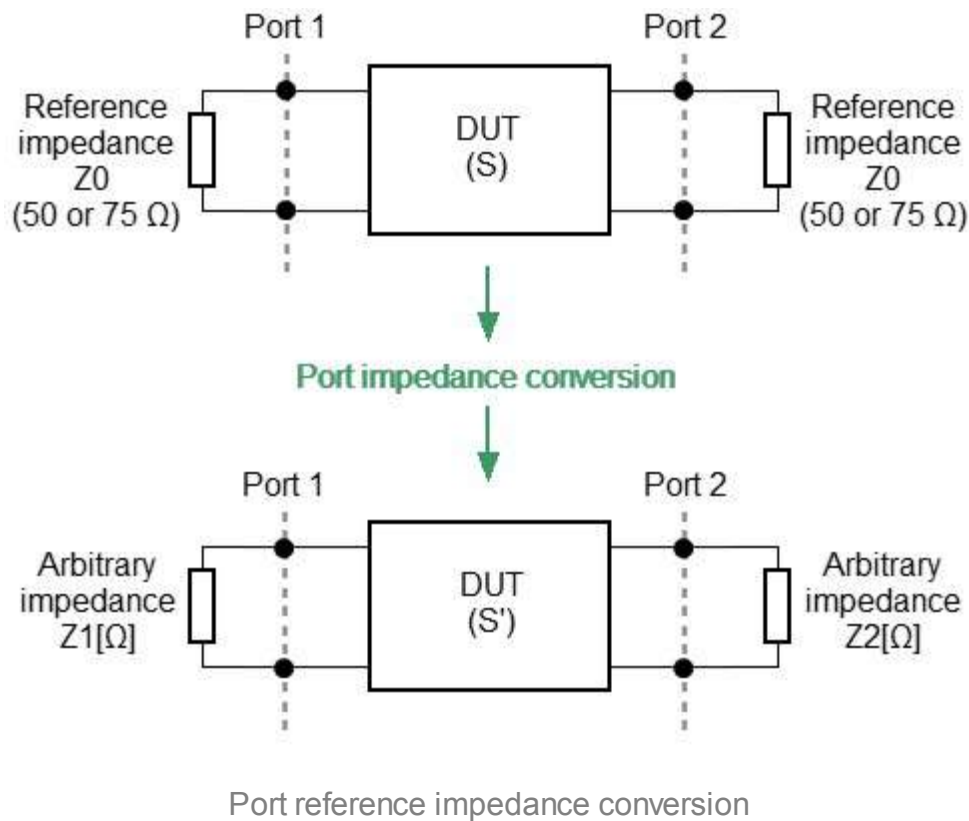 Port 1
Port 2
Reference
impedance
Z0
(50 or 75 Ω)
DUT
(S)
Reference
impedance
Z0
(50 or 75 Ω)
Port impedance conversion
Port 1
Port 2
Arbitrary
impedance
Z1[Ω]
DUT
(S')
Arbitrary
impedance
Z2[Ω]
Port reference impedance conversion